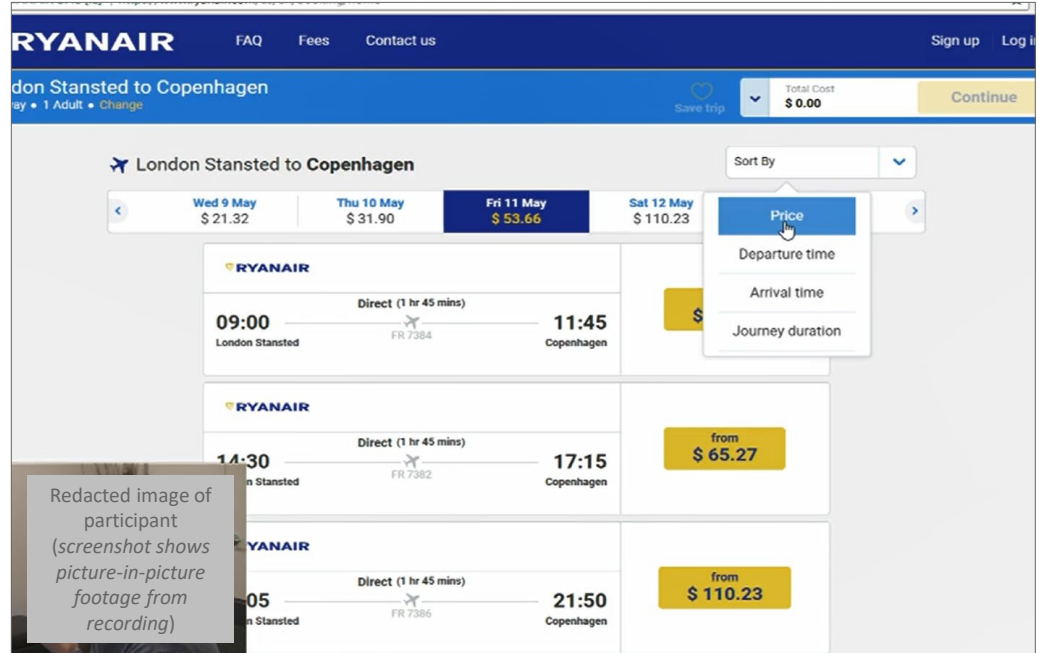 RYANAIR FAQ Fees Contact us Sign up Log i
don Stansted to Copenhagen
ay • 1 Adult • Change
Save trip
Total Cost
$ 0.00
Continue
London Stansted to Copenhagen
Sort By
Wed 9 May
$ 21.32
Thu 10 May
$ 31.90
Fri 11 May
$ 53.66
Sat 12 May
$ 110.23
Price
Departure time
Arrival time
Journey duration
RYANAIR
Direct (1 hr 45 mins)
09:00
London Stansted
FR 7384
11:45
Copenhagen
$
RYANAIR
Direct (1 hr 45 mins)
14:30
n Stansted
FR 7382
17:15
Copenhagen
from
$ 65.27
YANAIR
Direct (1 hr 45 mins)
05
n Stansted
FR 7386
21:50
Copenhagen
from
$ 110.23
Redacted image of
participant
(screenshot shows
picture-in-picture
footage from
recording)